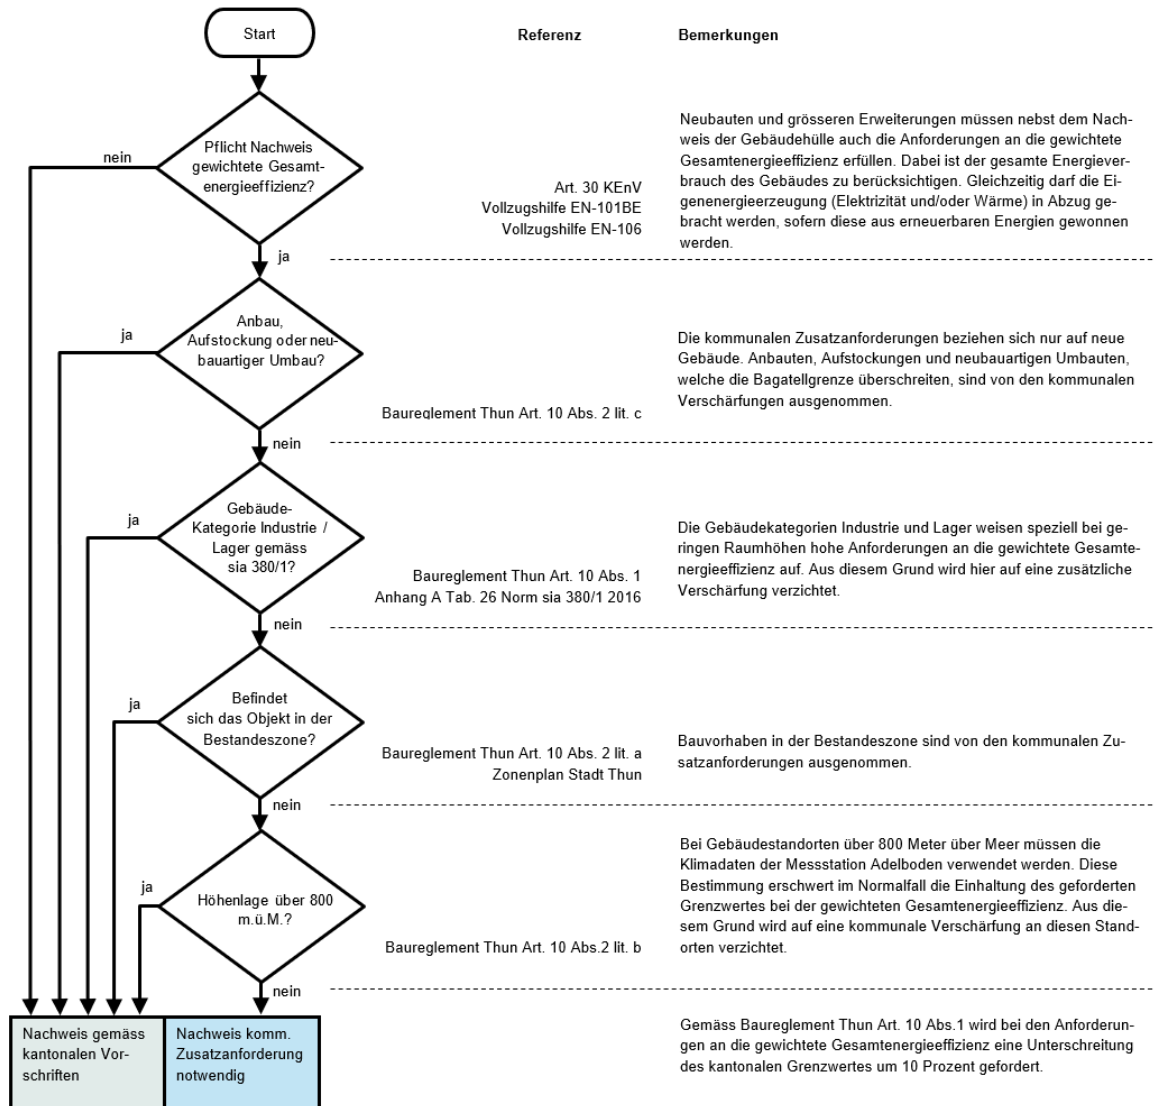 Start
Referenz
Bemerkungen
Pflicht Nachweis
gewichtete Gesamt-
energieeffizienz?
nein
ja
Art. 30 KEnV
Vollzugshilfe EN-101BE
Vollzugshilfe EN-106
Neubauten und grösseren Erweiterungen müssen nebst dem Nach-
weis der Gebäudehülle auch die Anforderungen an die gewichtete
Gesamtenergieeffizienz erfüllen. Dabei ist der gesamte Energiever-
brauch des Gebäudes zu berücksichtigen. Gleichzeitig darf die Ei-
genenergieerzeugung (Elektrizität und/oder Wärme) in Abzug ge-
bracht werden, sofern diese aus erneuerbaren Energien gewonnen
werden.
Anbau,
Aufstockung oder neu-
bauartiger Umbau?
ja
nein
Baureglement Thun Art. 10 Abs. 2 lit. c
Die kommunalen Zusatzanforderungen beziehen sich nur auf neue
Gebäude. Anbauten, Aufstockungen und neubauartigen Umbauten,
welche die Bagatellgrenze überschreiten, sind von den kommunalen
Verschärfungen ausgenommen.
Gebäude-
Kategorie Industrie /
Lager gemäss
sia 380/1?
ja
nein
Baureglement Thun Art. 10 Abs. 1
Anhang A Tab. 26 Norm sia 380/1 2016
Die Gebäudekategorien Industrie und Lager weisen speziell bei ge-
ringen Raumhöhen hohe Anforderungen an die gewichtete Gesamte-
nergieeffizienz auf. Aus diesem Grund wird hier auf eine zusätzliche
Verschärfung verzichtet.
Befindet
sich das Objekt in der
Bestandeszone?
ja
nein
Baureglement Thun Art. 10 Abs. 2 lit. a
Zonenplan Stadt Thun
Bauvorhaben in der Bestandeszone sind von den kommunalen Zu-
satzanforderungen ausgenommen.
Höhenlage über 800
m.ü.M.?
ja
nein
Baureglement Thun Art. 10 Abs.2 lit. b
Bei Gebäudestandorten über 800 Meter über Meer müssen die
Klimadaten der Messstation Adelboden verwendet werden. Diese
Bestimmung erschwert im Normalfall die Einhaltung des geforderten
Grenzwertes bei der gewichteten Gesamtenergieeffizienz. Aus die-
sem Grund wird auf eine kommunale Verschärfung an diesen Stand-
orten verzichtet.
Nachweis gemäss
kantonalen Vor-
schriften
Nachweis komm.
Zusatzanforderung
notwendig
Gemäss Baureglement Thun Art. 10 Abs.1 wird bei den Anforderun-
gen an die gewichtete Gesamtenergieeffizienz eine Unterschreitung
des kantonalen Grenzwertes um 10 Prozent gefordert.